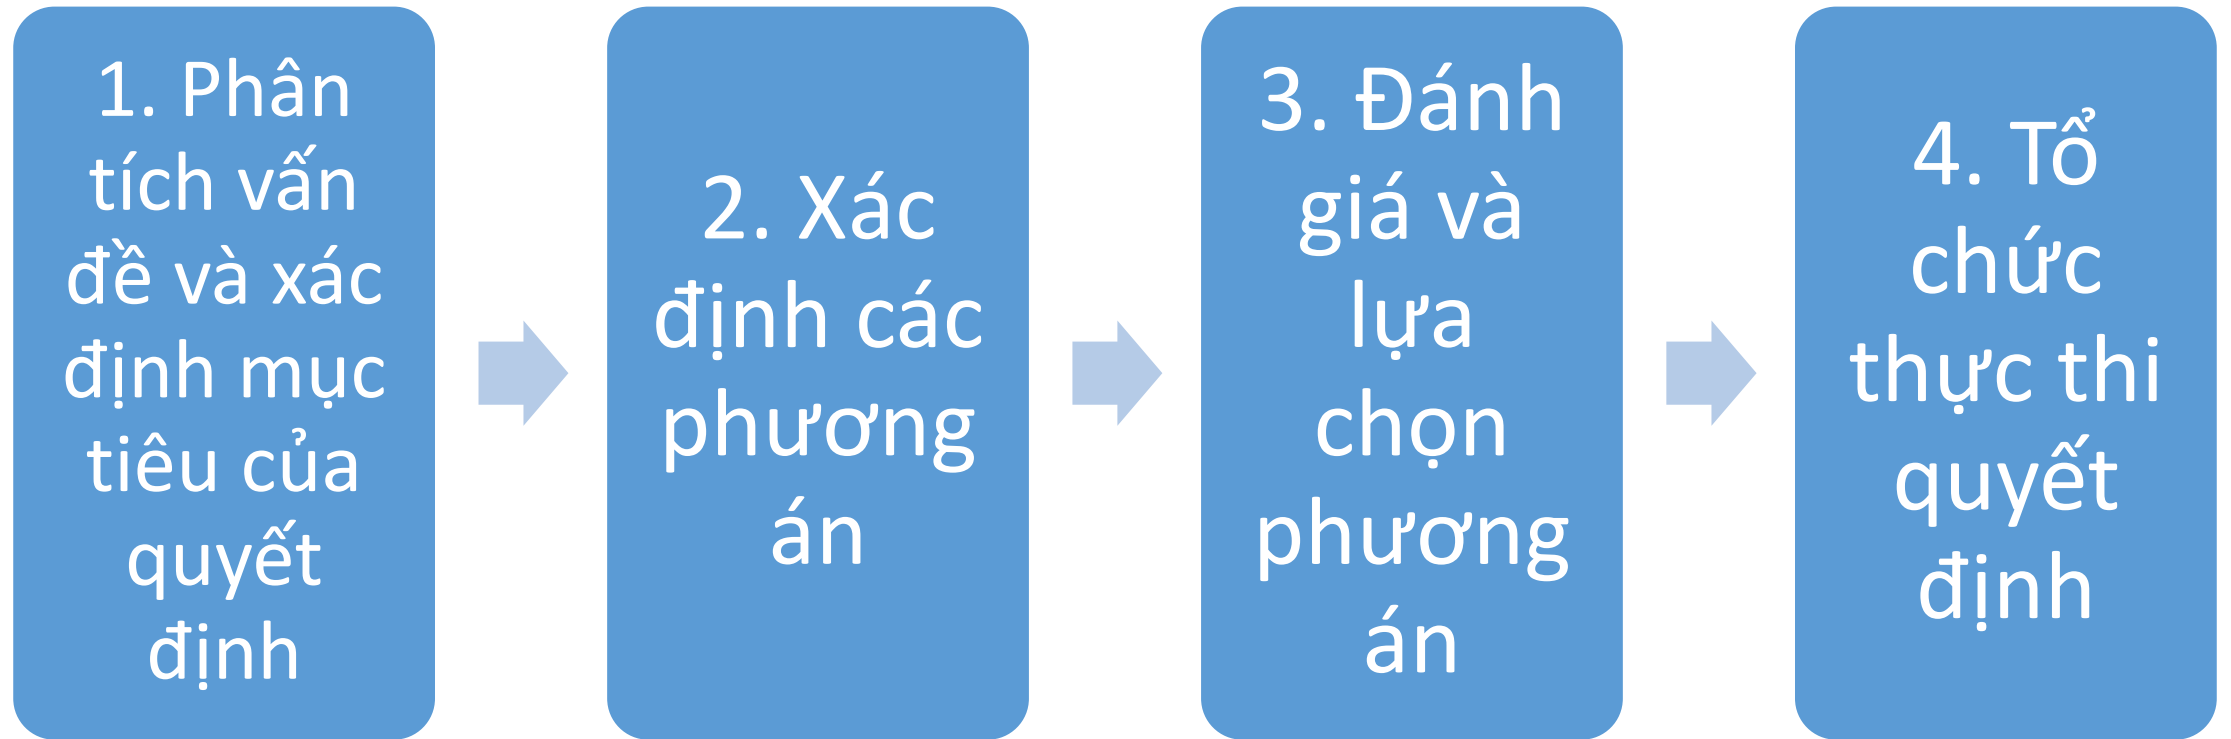 1. Phân
tích vấn
đề và xác
định mục
tiêu của
quyết
định
2. Xác
định các
phương
án
3. Đánh
giá và
lựa
chọn
phương
án
4. Tổ
chức
thực thi
quyết
định